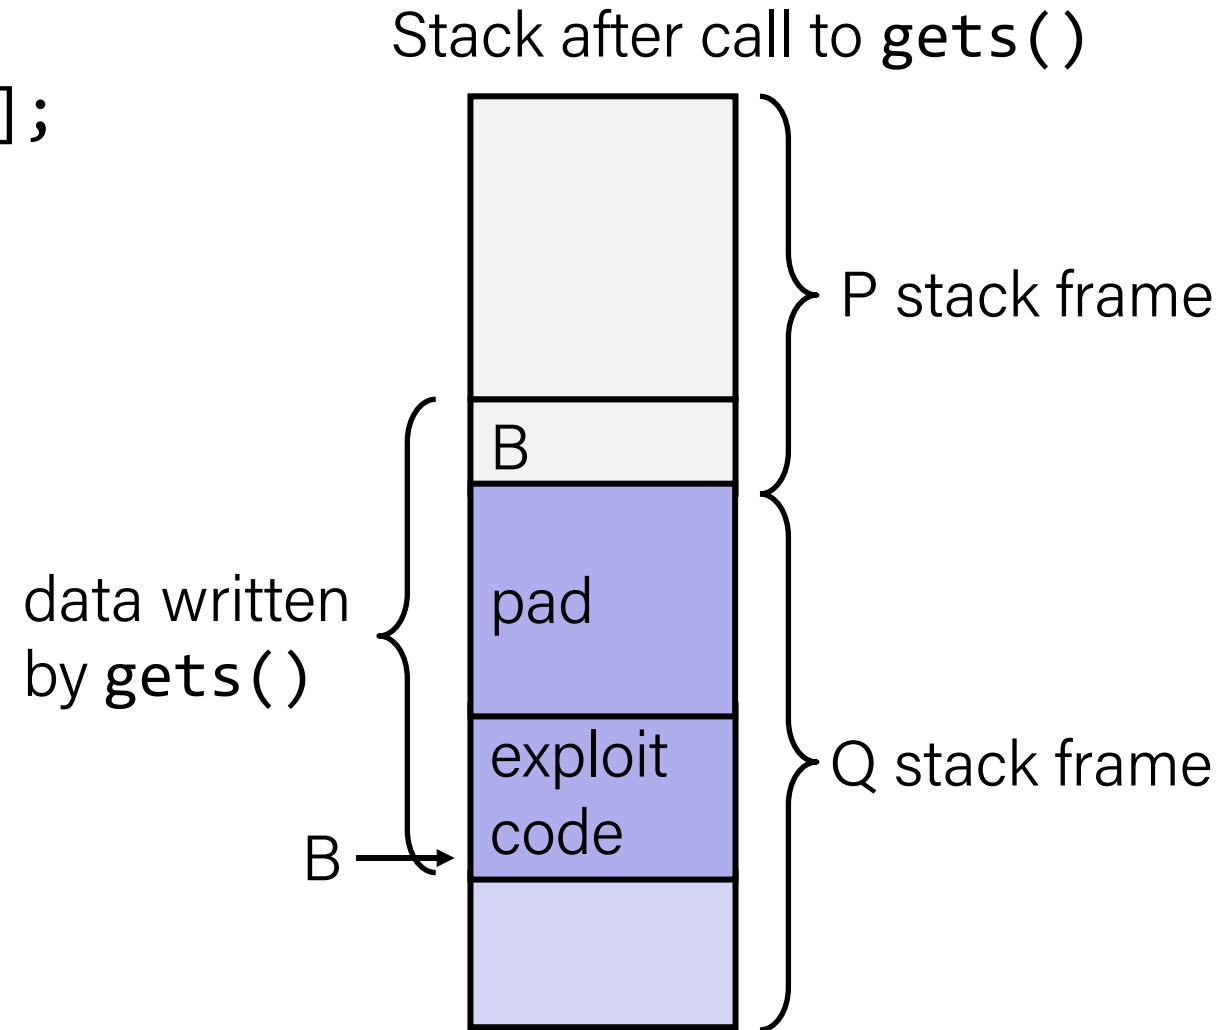 Stack after call to gets()
];
P stack frame
B
pad
data written
by gets()
exploit
code
Q stack frame
B